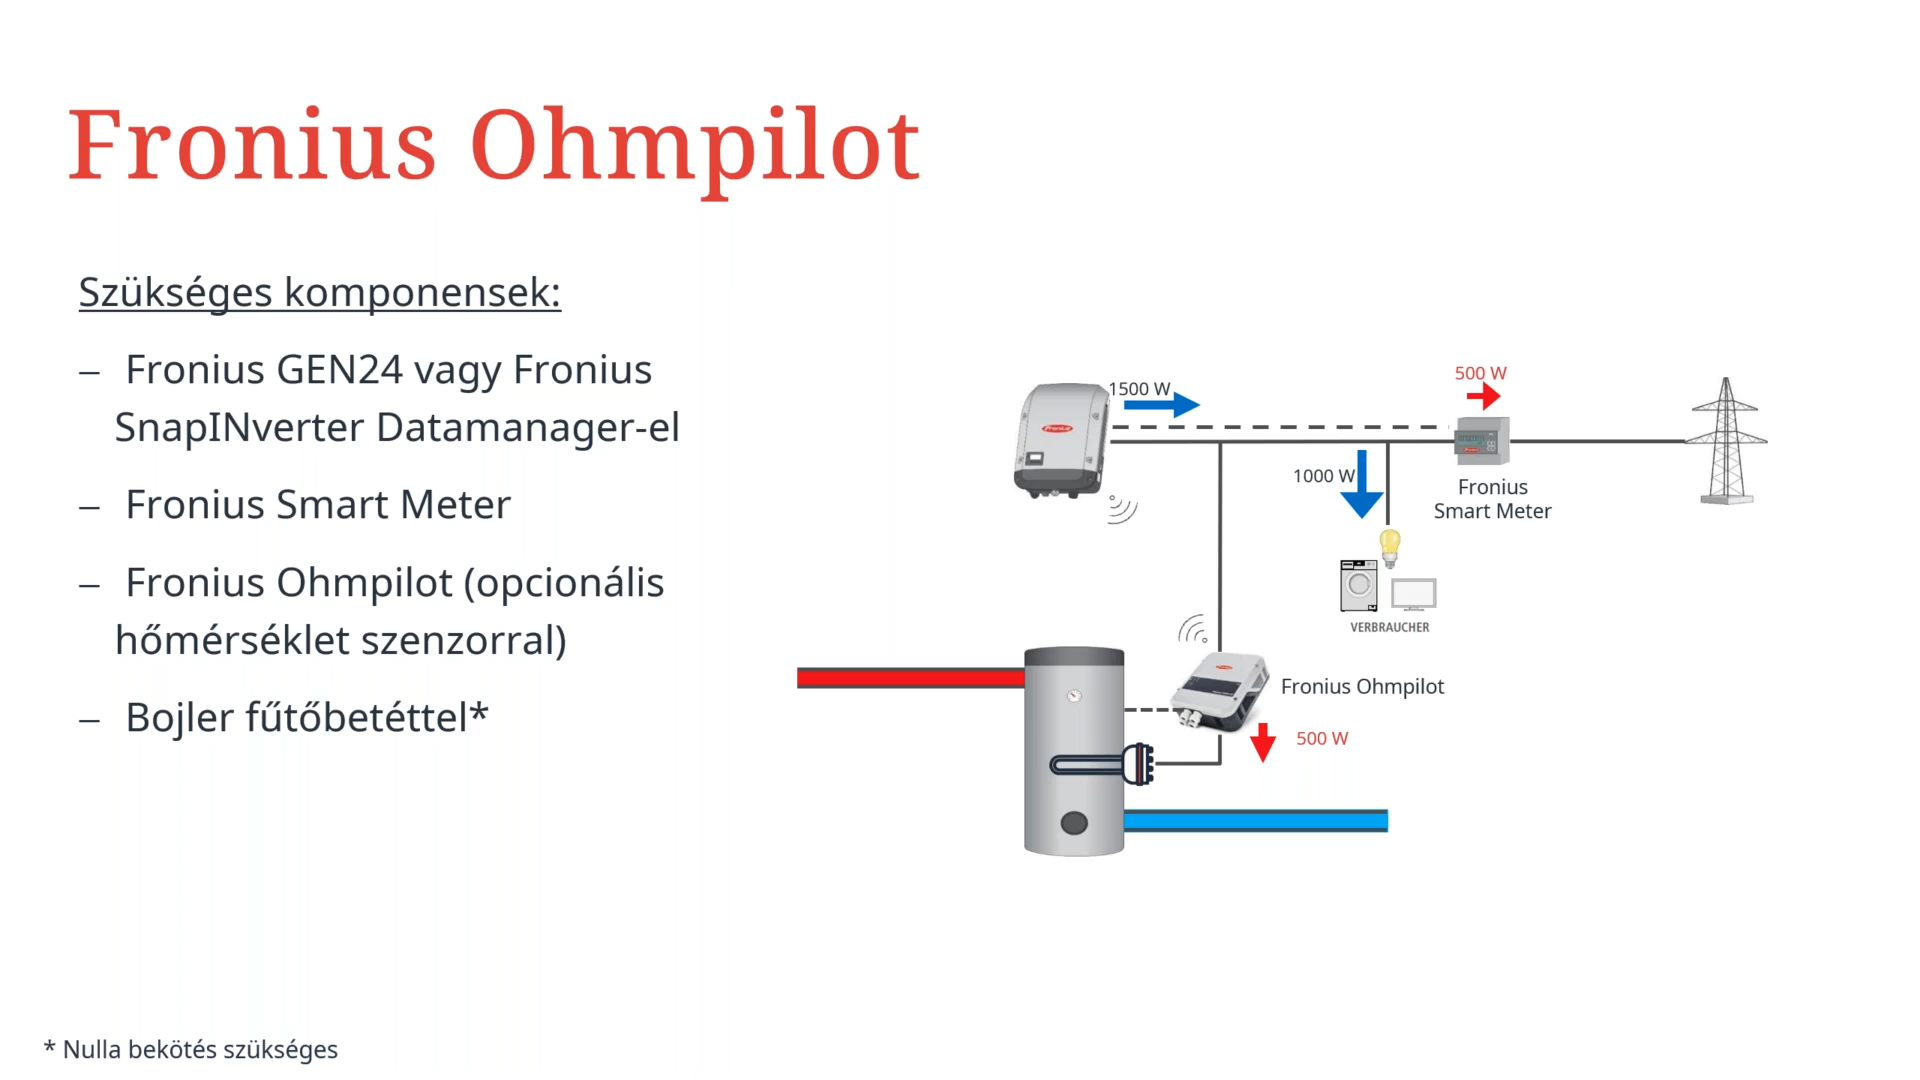 Fronius Ohmpilot
Szükséges komponensek:
– Fronius GEN24 vagy Fronius
SnapINverter Datamanager-el
– Fronius Smart Meter
– Fronius Ohmpilot (opcionális
hőmérséklet szenzorral)
– Bojler fűtőbetéttel*
1500 W
500 W
1000 W
Fronius
Smart Meter
VERBRAUCHER
Fronius Ohmpilot
500 W
* Nulla bekötés szükséges